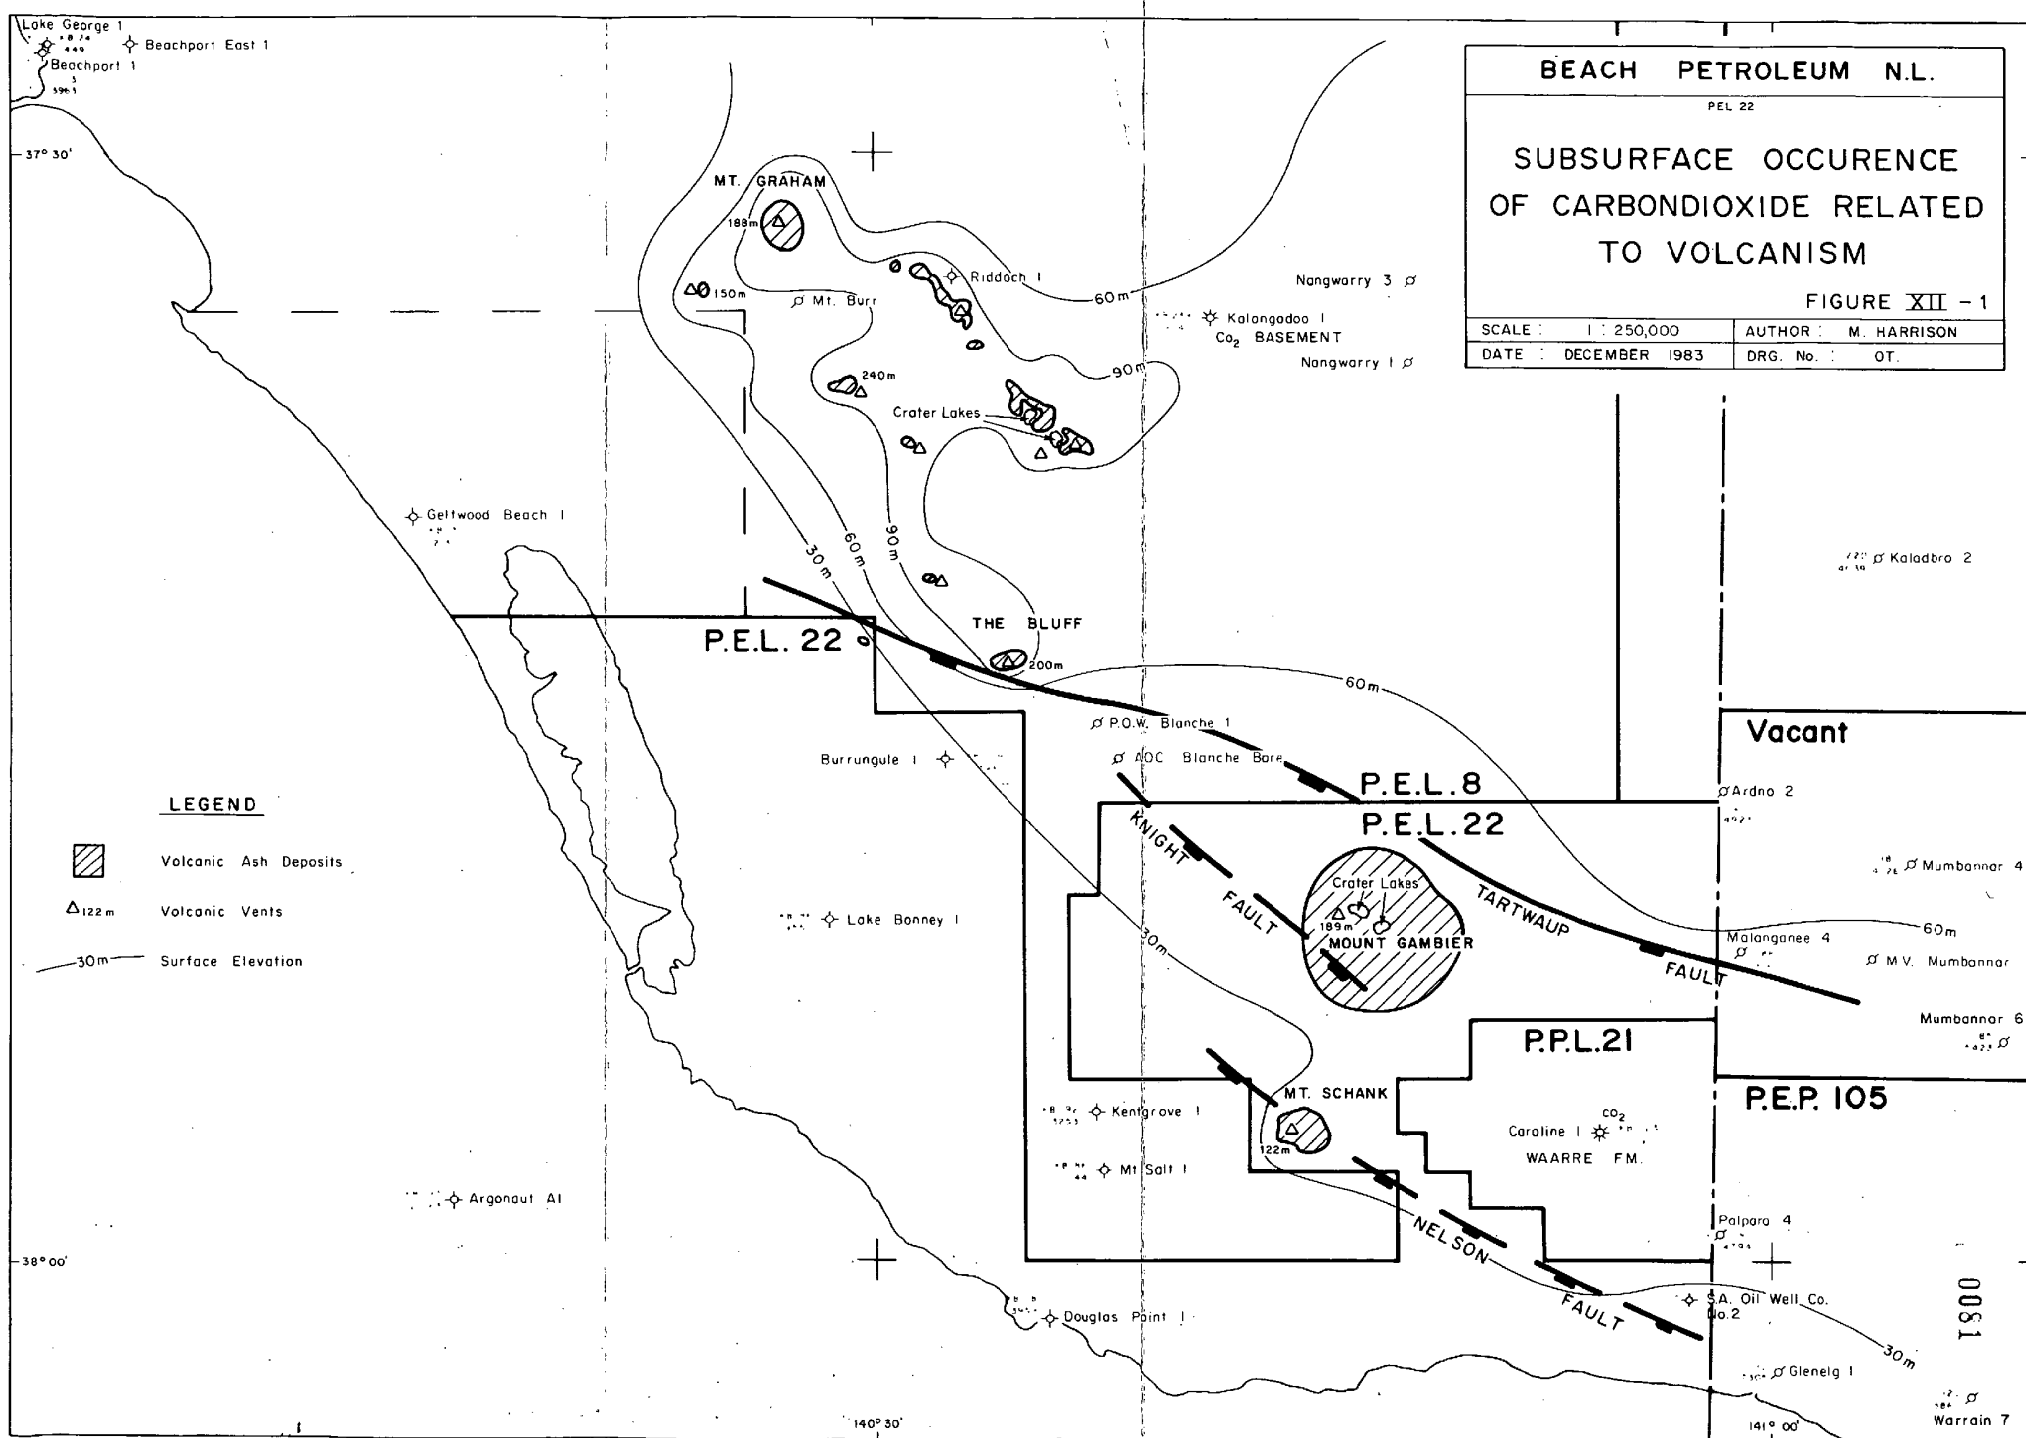 Lake George 1
Beachport East 1
Beachport 1
37° 30'
BEACH PETROLEUM N.L.
PEL 22
SUBSURFACE OCCURENCE
OF CARBONDIOXIDE RELATED
TO VOLCANISM
FIGURE XII - 1
SCALE : 1 : 250,000
AUTHOR : M. HARRISON
DATE : DECEMBER 1983
DRG. No. : OT.
MT. GRAHAM
188m
150m
Mt. Burr
Riddoch 1
60m
Nangwarry 3
Kalangadoo 1
Co2 BASEMENT
Nangwarry 1
90m
240m
Crater Lakes
Geltwood Beach 1
30m
60m
90m
Kaladbro 2
THE BLUFF
200m
P.E.L. 22
60m
P.O.W. Blanche 1
Vacant
Burrungule 1
AOC Blanche Bore
P.E.L. 8
P.E.L. 22
Ardno 2
KNIGHT
FAULT
LEGEND
Volcanic Ash Deposits
122m Volcanic Vents
30m Surface Elevation
Mumbannar 4
Crater Lakes
189m
MOUNT GAMBIER
TARTWAUP
FAULT
Lake Bonney 1
30m
60m
Malanganee 4
M.V. Mumbannar
Mumbannar 6
P.P.L. 21
P.E.P. 105
MT. SCHANK
122m
Kentgrove 1
CO2
Caroline 1
WAARRE FM.
Mt Salt 1
Argonaut A1
Palpara 4
NELSON
FAULT
38° 00'
Douglas Point 1
S.A. Oil Well Co.
No.2
30m
Glenelg 1
Warrain 7
0081
140° 30'
141° 00'